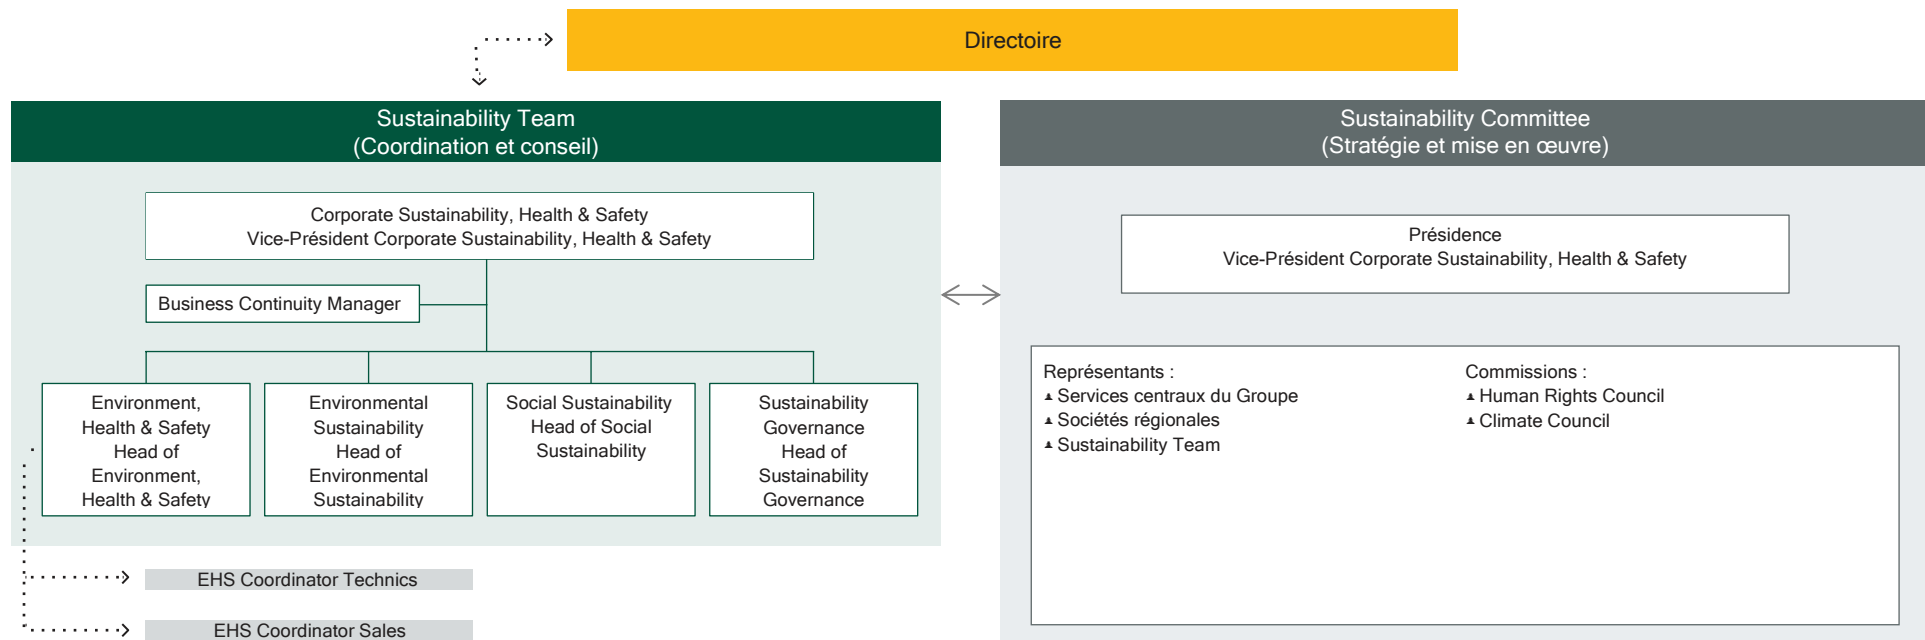 Directoire
Sustainability Team
(Coordination et conseil)
Corporate Sustainability, Health & Safety
Vice-Président Corporate Sustainability, Health & Safety
Business Continuity Manager
Environment,
Health & Safety
Head of
Environment,
Health & Safety
Environmental
Sustainability
Head of
Environmental
Sustainability
Social Sustainability
Head of Social
Sustainability
Sustainability
Governance
Head of
Sustainability
Governance
EHS Coordinator Technics
EHS Coordinator Sales
Sustainability Committee
(Stratégie et mise en œuvre)
Présidence
Vice-Président Corporate Sustainability, Health & Safety
Représentants :
Services centraux du Groupe
Sociétés régionales
Sustainability Team
Commissions :
Human Rights Council
Climate Council